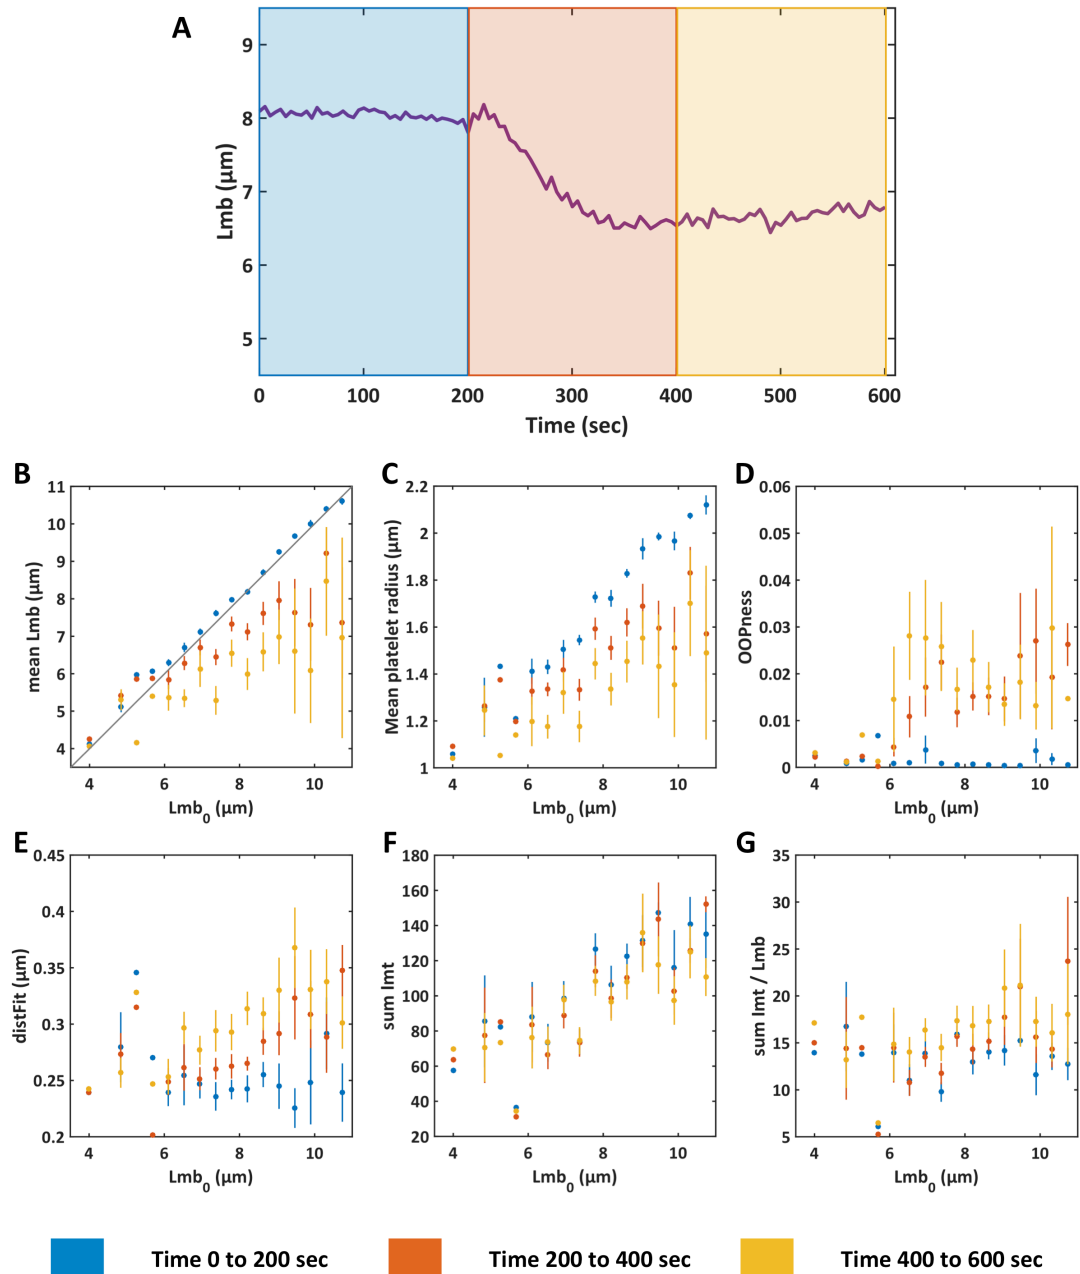 A
9
8
7
6
5
Lmb (µm)
0 100 200 300 400 500 600
Time (sec)
B
11
10
9
8
7
6
5
4
mean Lmb (µm)
4 6 8 10
Lmb0 (µm)
C
2.2
2
1.8
1.6
1.4
1.2
1
Mean platelet radius (µm)
4 6 8 10
Lmb0 (µm)
D
0.06
0.05
0.04
0.03
0.02
0.01
0
OOPness
4 6 8 10
Lmb0 (µm)
E
0.45
0.4
0.35
0.3
0.25
0.2
distFit (µm)
4 6 8 10
Lmb0 (µm)
F
180
160
140
120
100
80
60
40
20
sum Imt
4 6 8 10
Lmb0 (µm)
G
35
30
25
20
15
10
5
sum Imt / Lmb
4 6 8 10
Lmb0 (µm)
Time 0 to 200 sec
Time 200 to 400 sec
Time 400 to 600 sec